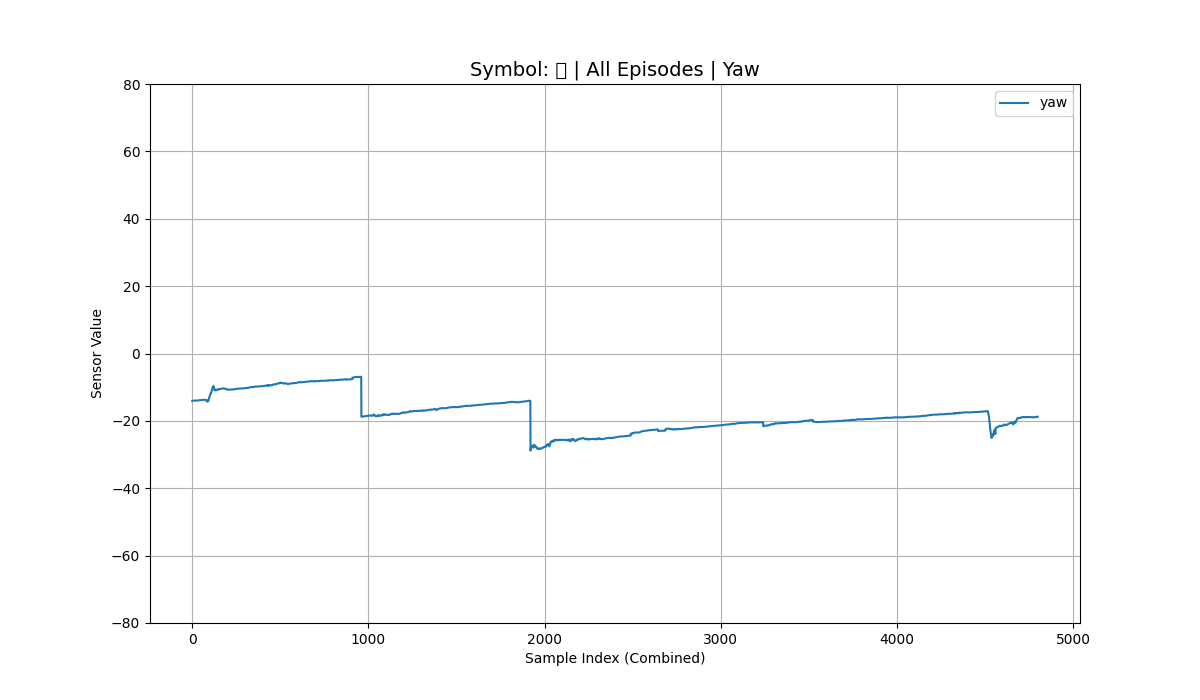 Symbol: ▯ | All Episodes | Yaw
yaw
80
60
40
20
0
−20
−40
−60
−80
Sensor Value
0 1000 2000 3000 4000 5000
Sample Index (Combined)